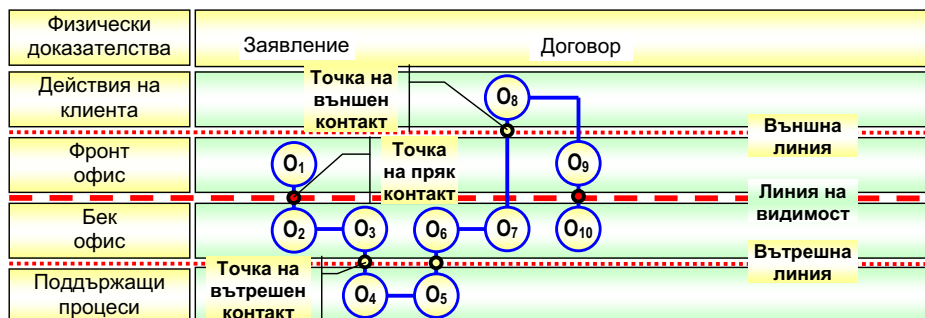 Физически
доказателства
Заявление
Договор
Действия на
клиента
Точка на
външен
контакт
O8
Външна
линия
Фронт
офис
O1
Точка
на пряк
контакт
O9
Линия на
видимост
Бек
офис
O2
O3
O6
O7
O10
Вътрешна
линия
Точка на
вътрешен
контакт
Поддържащи
процеси
O4
O5